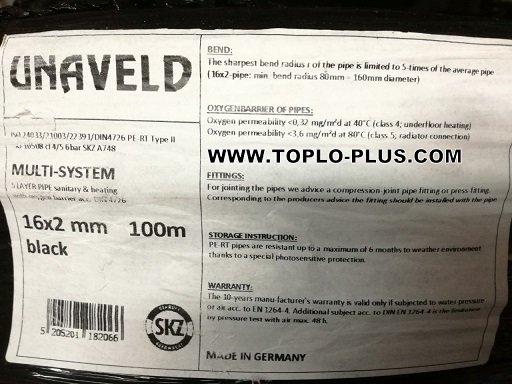 UNAVELD
ISO 24033/21003/22391/DIN4726 PE-RT Type II
10508 cl 4/5 6bar SKZ A748
MULTI-SYSTEM
5 LAYER PIPE sanitary & heating
with oxygen barrier acc. DIN 4726
16x2 mm 100m
black
5 205201 182066
SKZ
BEND:
The sharpest bend radius r of the pipe is limited to 5-times of the average pipe
(16x2-pipe: min. bend radius 80mm – 160mm diameter)
OXYGENBARRIER OF PIPES:
Oxygen permeability <0,32 mg/m²d at 40°C (class 4; underfloor heating)
Oxygen permeability <3,6 mg/m²d at 80°C (class 5; radiator connection)
WWW.TOPLO-PLUS.COM
FITTINGS:
For jointing the pipes we advice a compression-joint pipe fitting or press-fitting.
Corresponding to the producers advice the fitting should be installed with the pipe
STORAGE INSTRUCTION:
PE-RT pipes are resistant up to a maximum of 6 months to weather environment
thanks to a special photosensitive protection.
WARRANTY:
The 10-years manufacturer's warranty is valid only if subjected to water pressure
or air acc. to EN 1264-4. Additional subject acc. to DIN EN 1264-4 is the
by pressure test with air max. 48 h.
MADE IN GERMANY